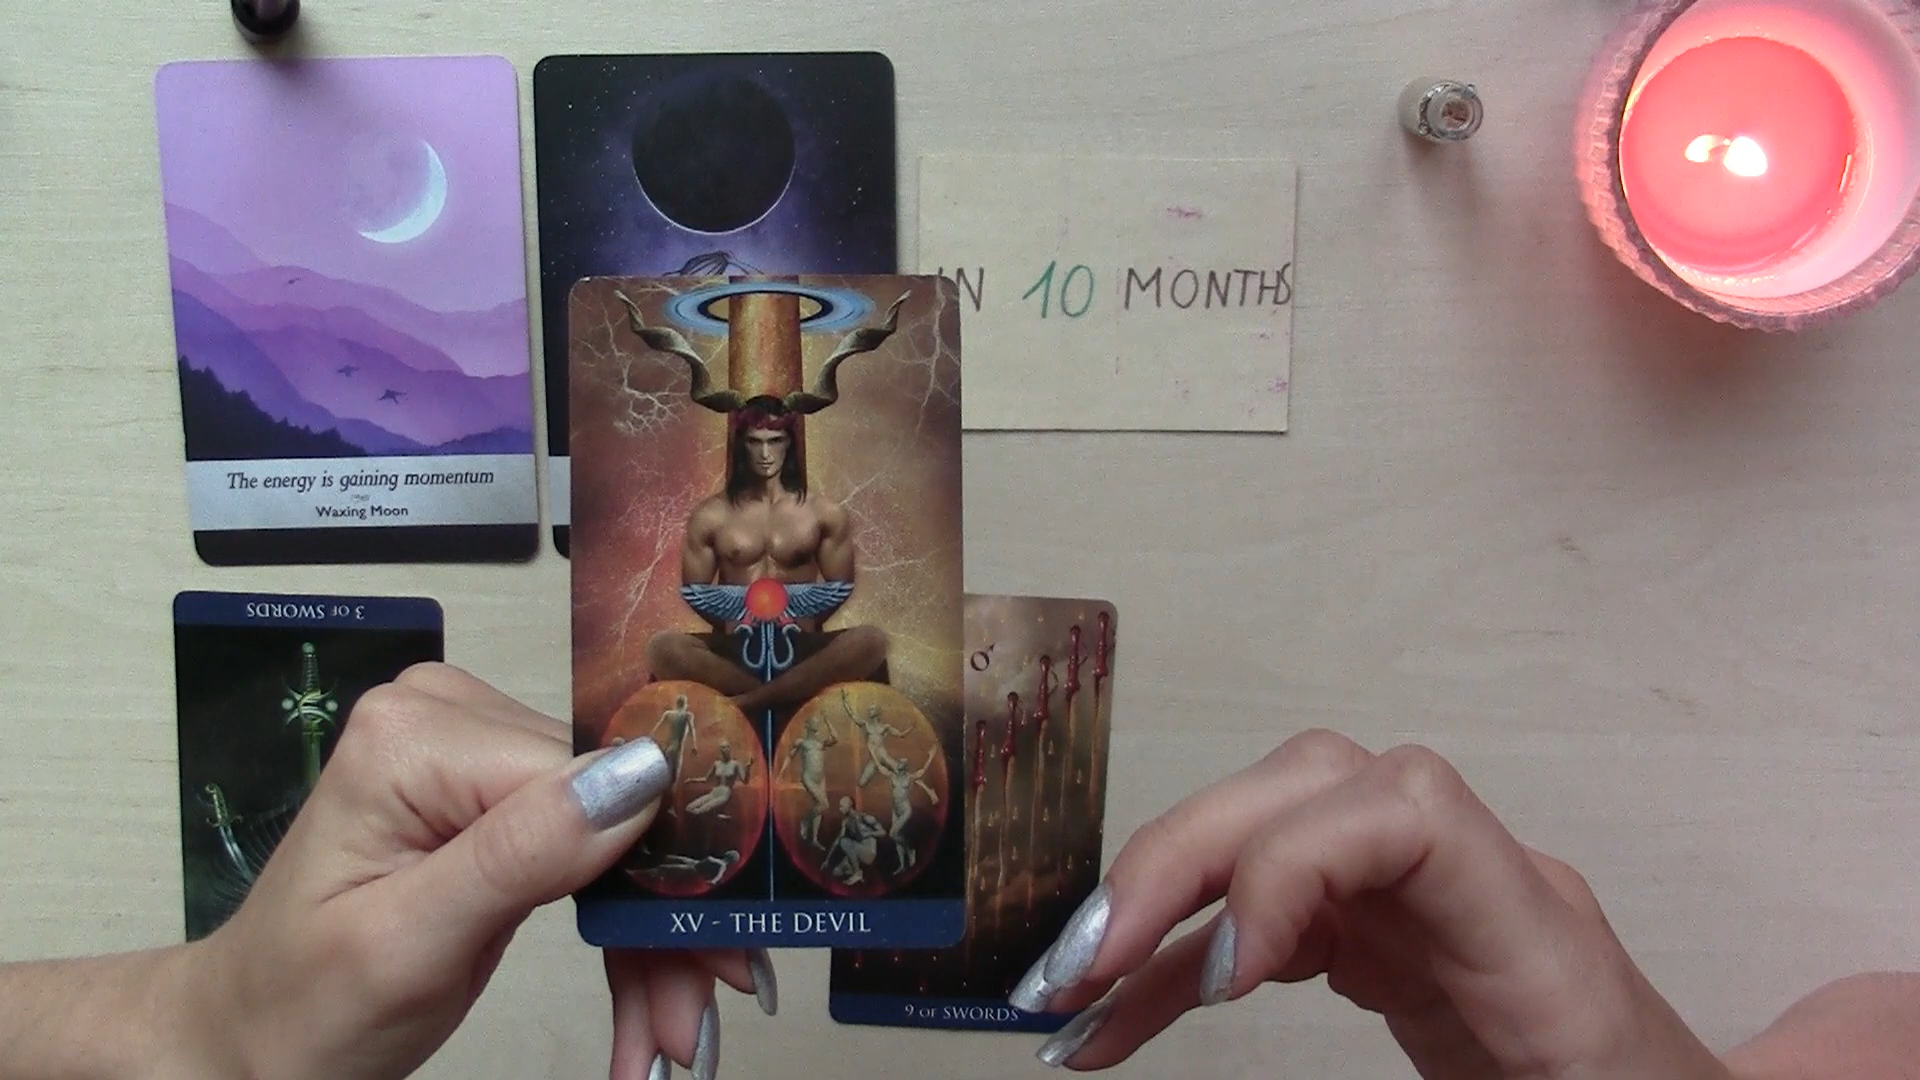 IN 10 MONTHS
The energy is gaining momentum
Waxing Moon
3 OF SWORDS
XV - THE DEVIL
9 OF SWORDS